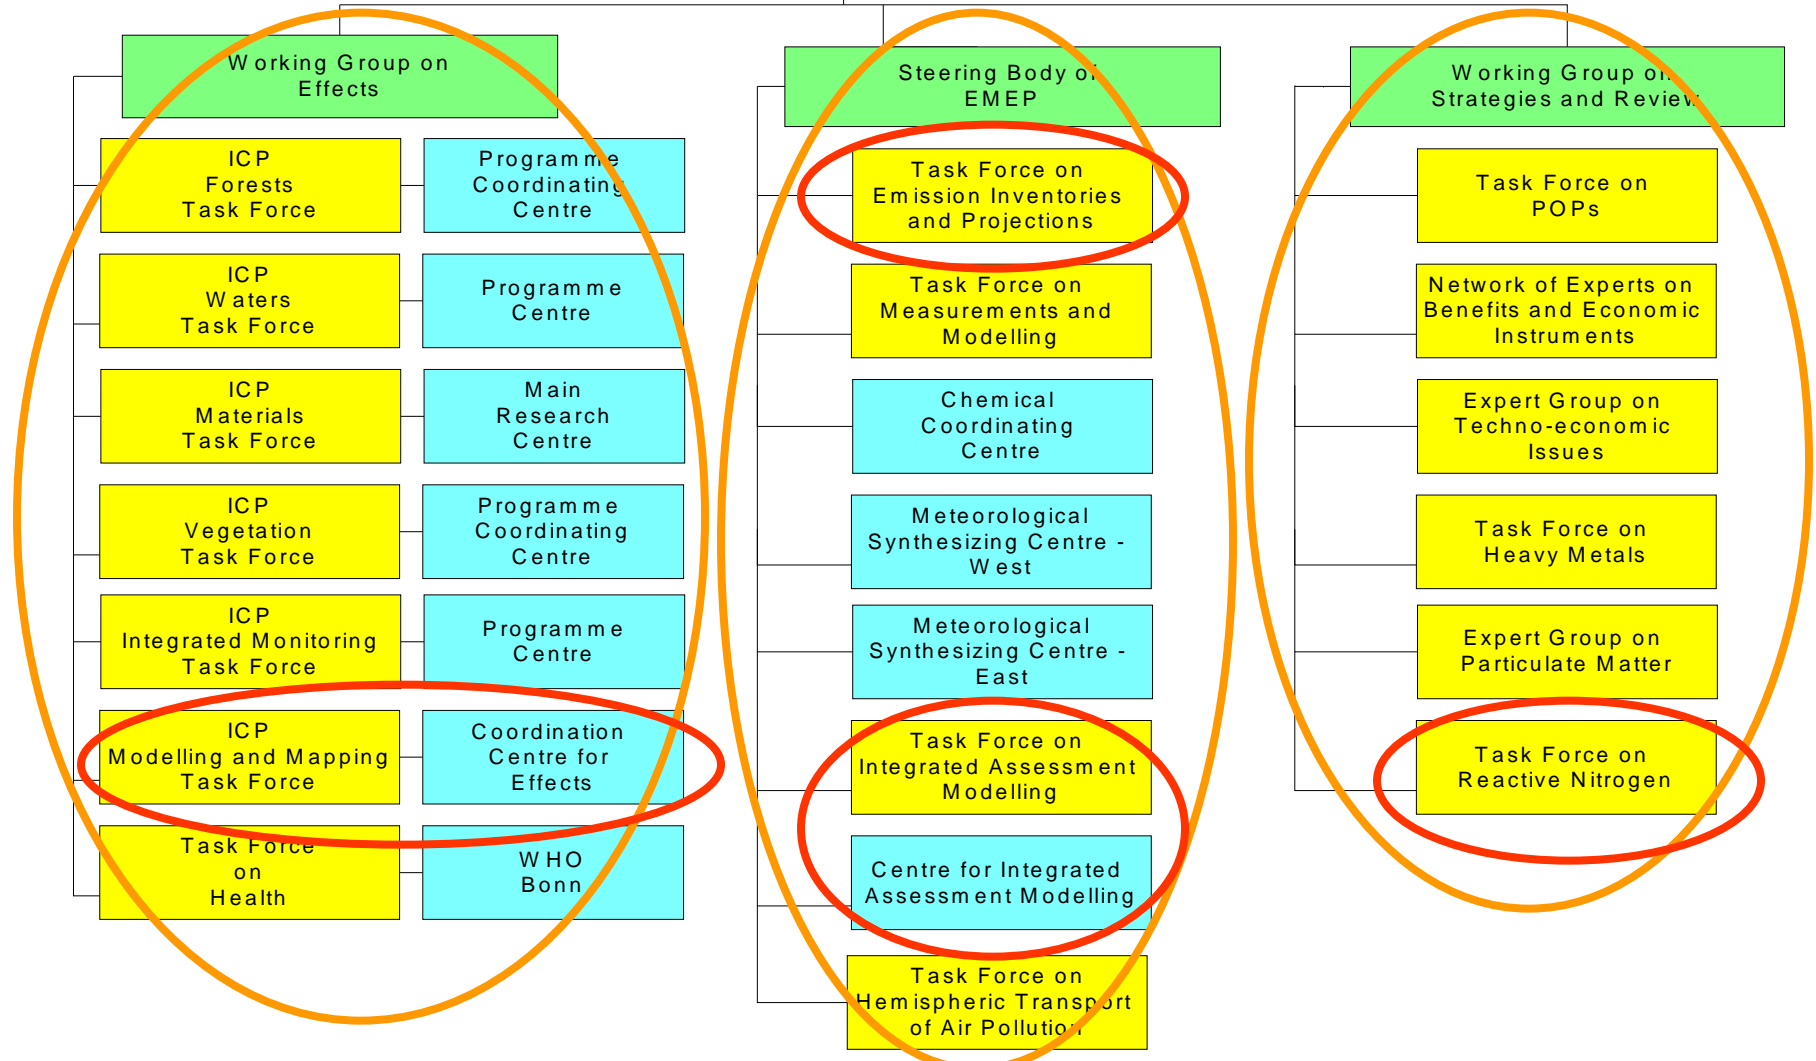 Working Group on
Effects
ICP
Forests
Task Force
Programme
Coordinating
Centre
ICP
Waters
Task Force
Programme
Centre
ICP
Materials
Task Force
Main
Research
Centre
ICP
Vegetation
Task Force
Programme
Coordinating
Centre
ICP
Integrated Monitoring
Task Force
Programme
Centre
ICP
Modelling and Mapping
Task Force
Coordination
Centre for
Effects
Task Force
on
Health
WHO
Bonn
Steering Body of
EMEP
Task Force on
Emission Inventories
and Projections
Task Force on
Measurements and
Modelling
Chemical
Coordinating
Centre
Meteorological
Synthesizing Centre -
West
Meteorological
Synthesizing Centre -
East
Task Force on
Integrated Assessment
Modelling
Centre for Integrated
Assessment Modelling
Task Force on
Hemispheric Transport
of Air Pollution
Working Group on
Strategies and Review
Task Force on
POPs
Network of Experts on
Benefits and Economic
Instruments
Expert Group on
Techno-economic
Issues
Task Force on
Heavy Metals
Expert Group on
Particulate Matter
Task Force on
Reactive Nitrogen